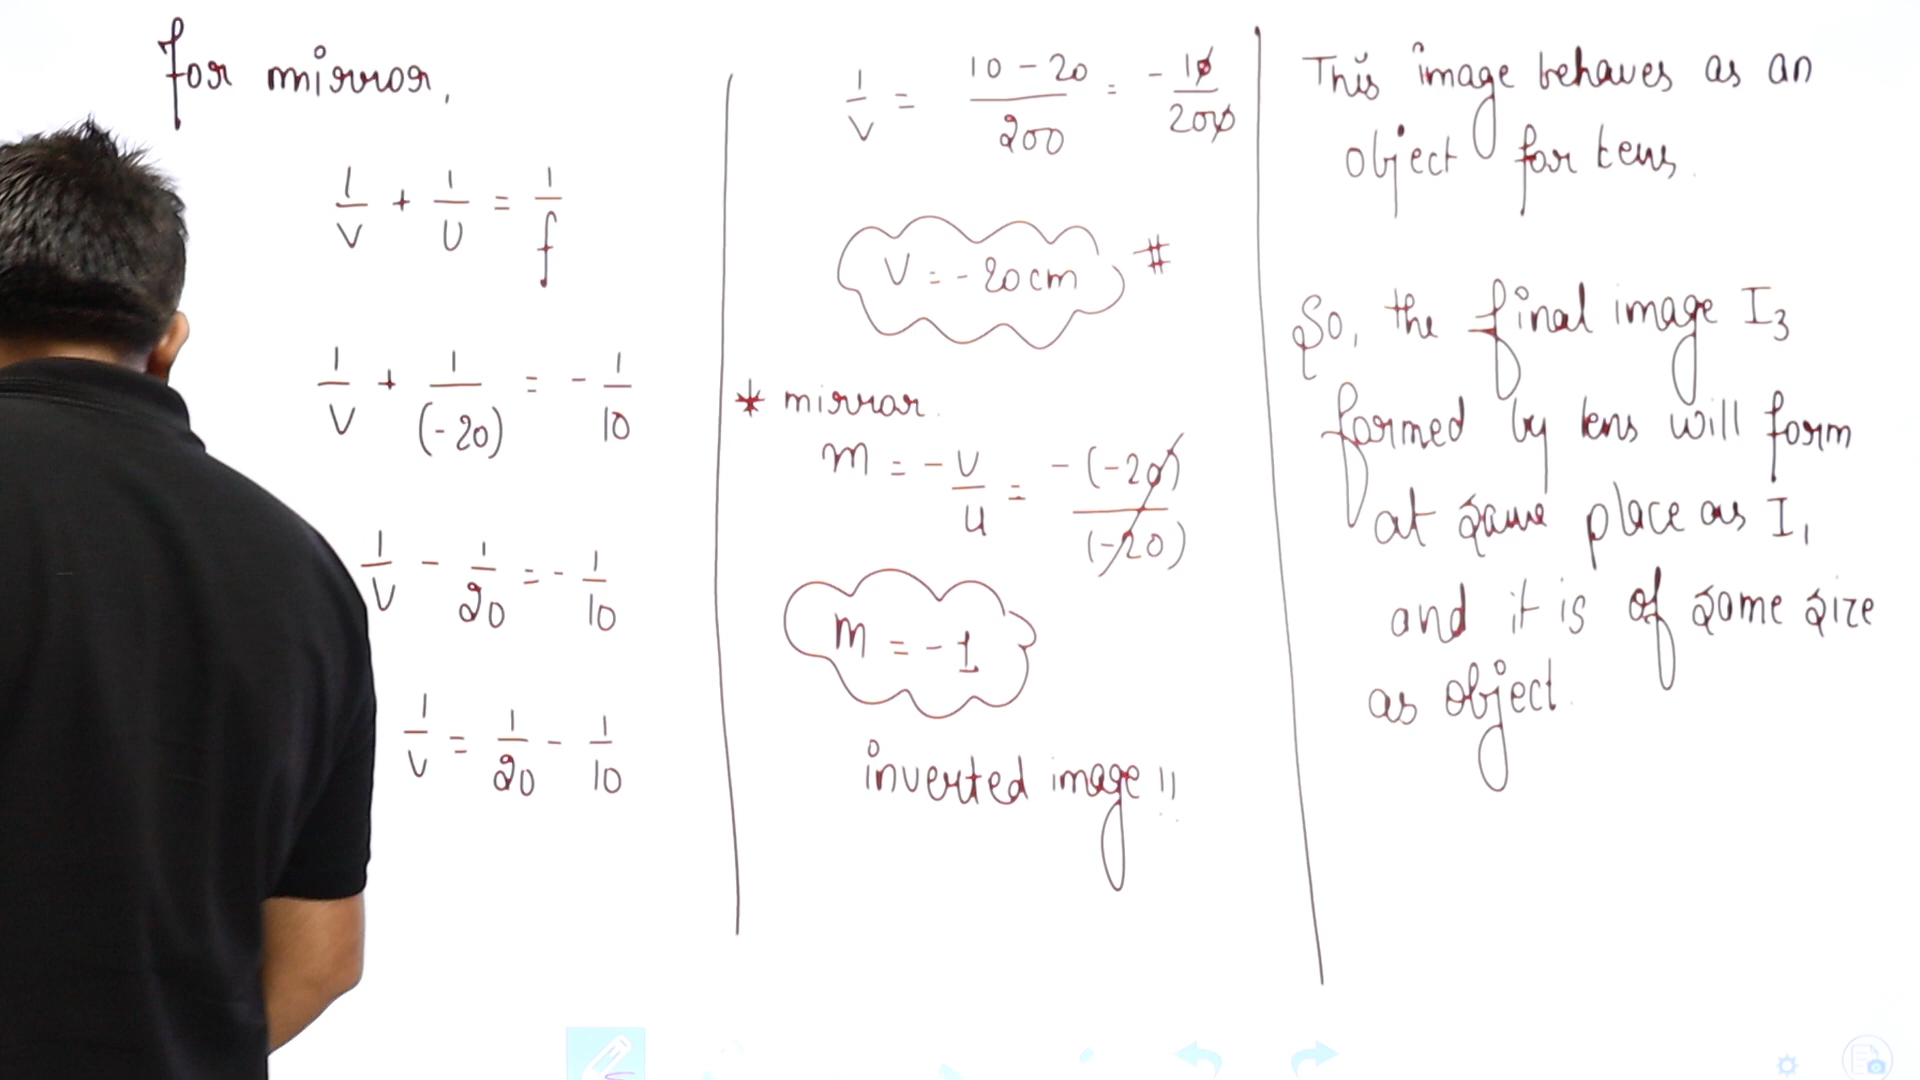 for mirror,
1/v + 1/u = 1/f
1/v + 1/(-20) = - 1/10
1/v - 1/20 = - 1/10
1/v = 1/20 - 1/10
1/v = (10 - 20)/200 = - 10/200
v = - 20cm #
* mirror
m = - v/u = -(-20)/(-20)
m = - 1
inverted image !!
This image behaves as an
object for lens.
So, the final image I₃
formed by lens will form
at same place as I₁
and it is of same size
as object.